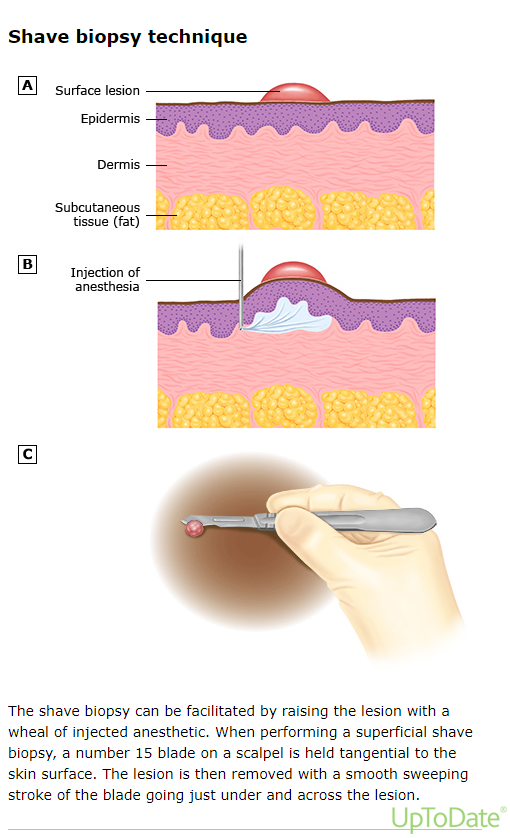 Shave biopsy technique
A
Surface lesion
Epidermis
Dermis
Subcutaneous
tissue (fat)
B
Injection of
anesthesia
C
The shave biopsy can be facilitated by raising the lesion with a
wheal of injected anesthetic. When performing a superficial shave
biopsy, a number 15 blade on a scalpel is held tangential to the
skin surface. The lesion is then removed with a smooth sweeping
stroke of the blade going just under and across the lesion.
UpToDate®